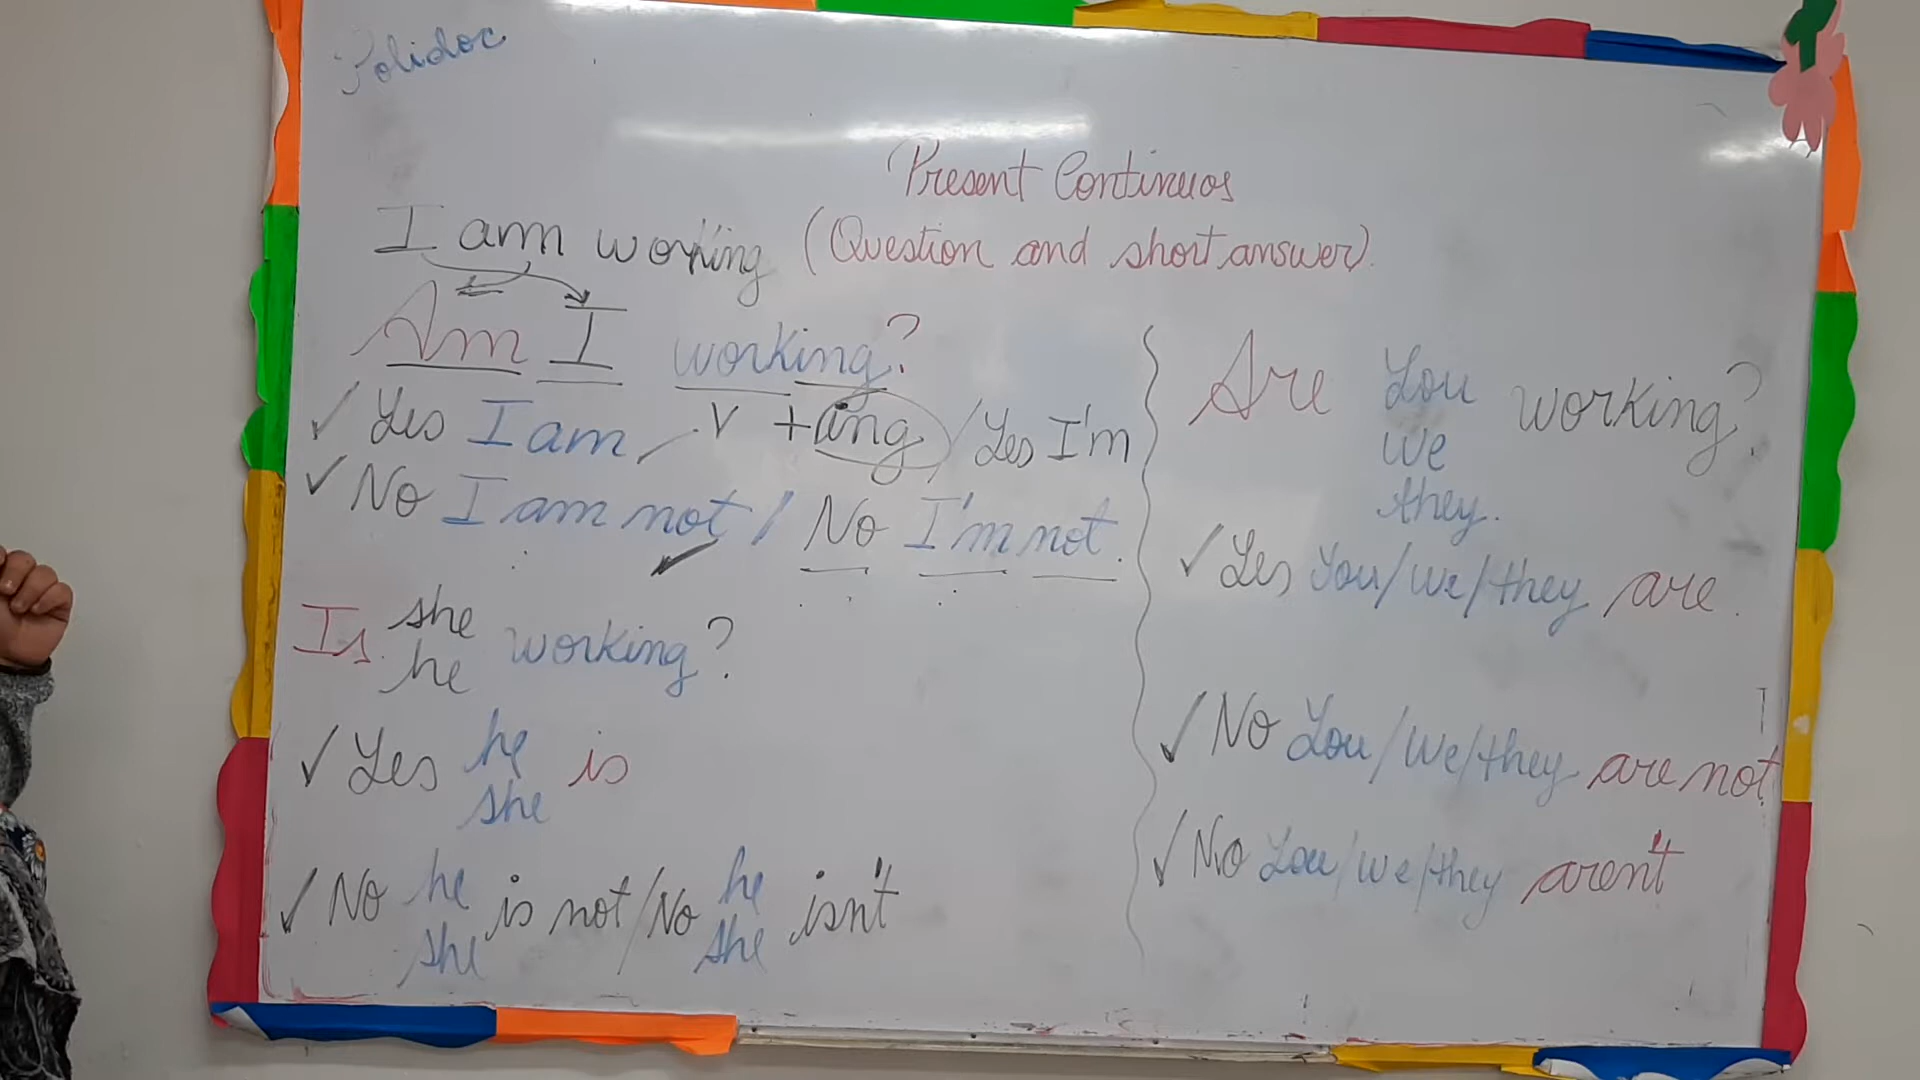 Polidoc
Present Continuos
I am working (Question and short answer).
Am I working?
✓ Yes I am / V + ing / Yes I'm
✓ No I am not / No I'm not.
Is she working?
he
✓ Yes he is
she
✓ No he is not / No he isn't
she she
Are You working?
we
they.
✓ Yes You/we/they are.
✓ No You/We/they are not
✓ No You/we/they aren't